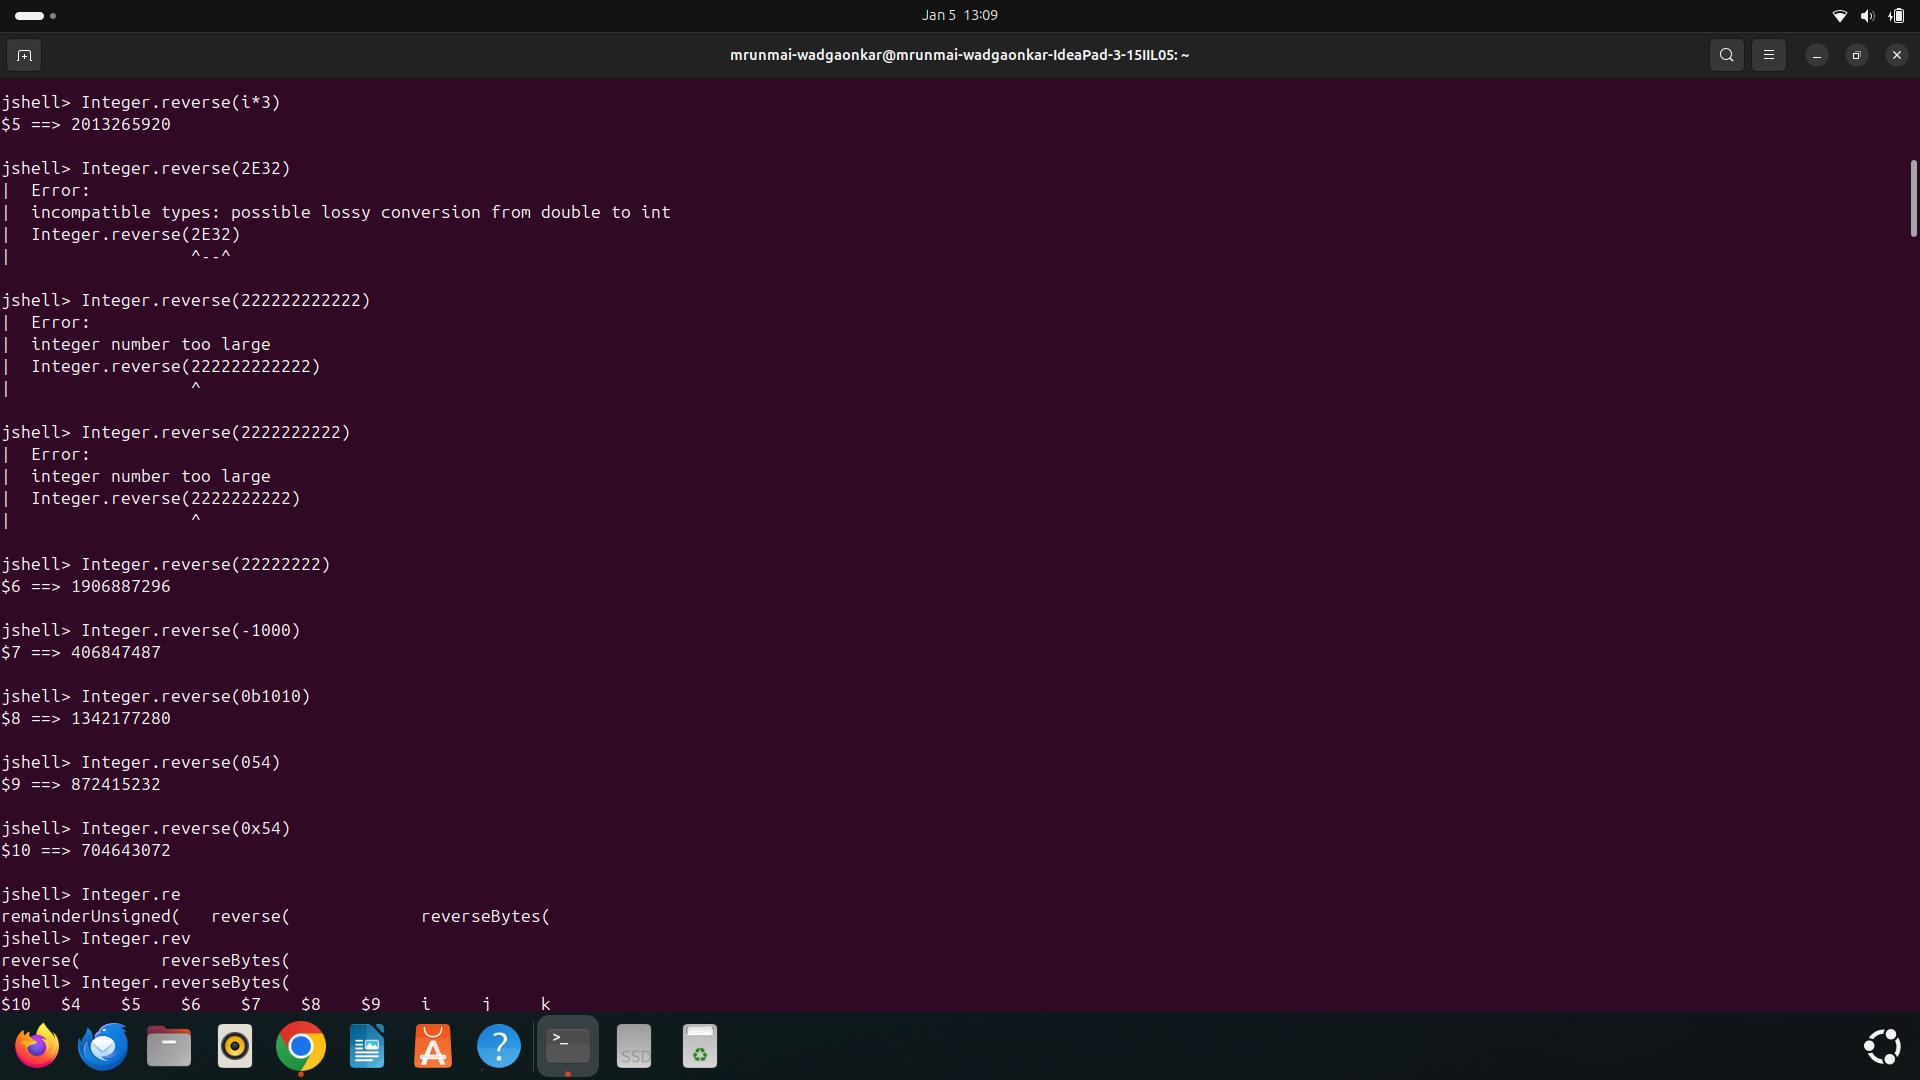 Jan 5 13:09
mrunmai-wadgaonkar@mrunmai-wadgaonkar-IdeaPad-3-15IIL05: ~
jshell> Integer.reverse(i*3)
$5 ==> 2013265920
jshell> Integer.reverse(2E32)
|  Error:
|  incompatible types: possible lossy conversion from double to int
|  Integer.reverse(2E32)
|                  ^--^
jshell> Integer.reverse(222222222222)
|  Error:
|  integer number too large
|  Integer.reverse(222222222222)
|                  ^
jshell> Integer.reverse(2222222222)
|  Error:
|  integer number too large
|  Integer.reverse(2222222222)
|                  ^
jshell> Integer.reverse(22222222)
$6 ==> 1906887296
jshell> Integer.reverse(-1000)
$7 ==> 406847487
jshell> Integer.reverse(0b1010)
$8 ==> 1342177280
jshell> Integer.reverse(054)
$9 ==> 872415232
jshell> Integer.reverse(0x54)
$10 ==> 704643072
jshell> Integer.re
remainderUnsigned(   reverse(             reverseBytes(
jshell> Integer.rev
reverse(        reverseBytes(
jshell> Integer.reverseBytes(
$10   $4    $5    $6    $7    $8    $9    i     j     k
>_
?
SSD